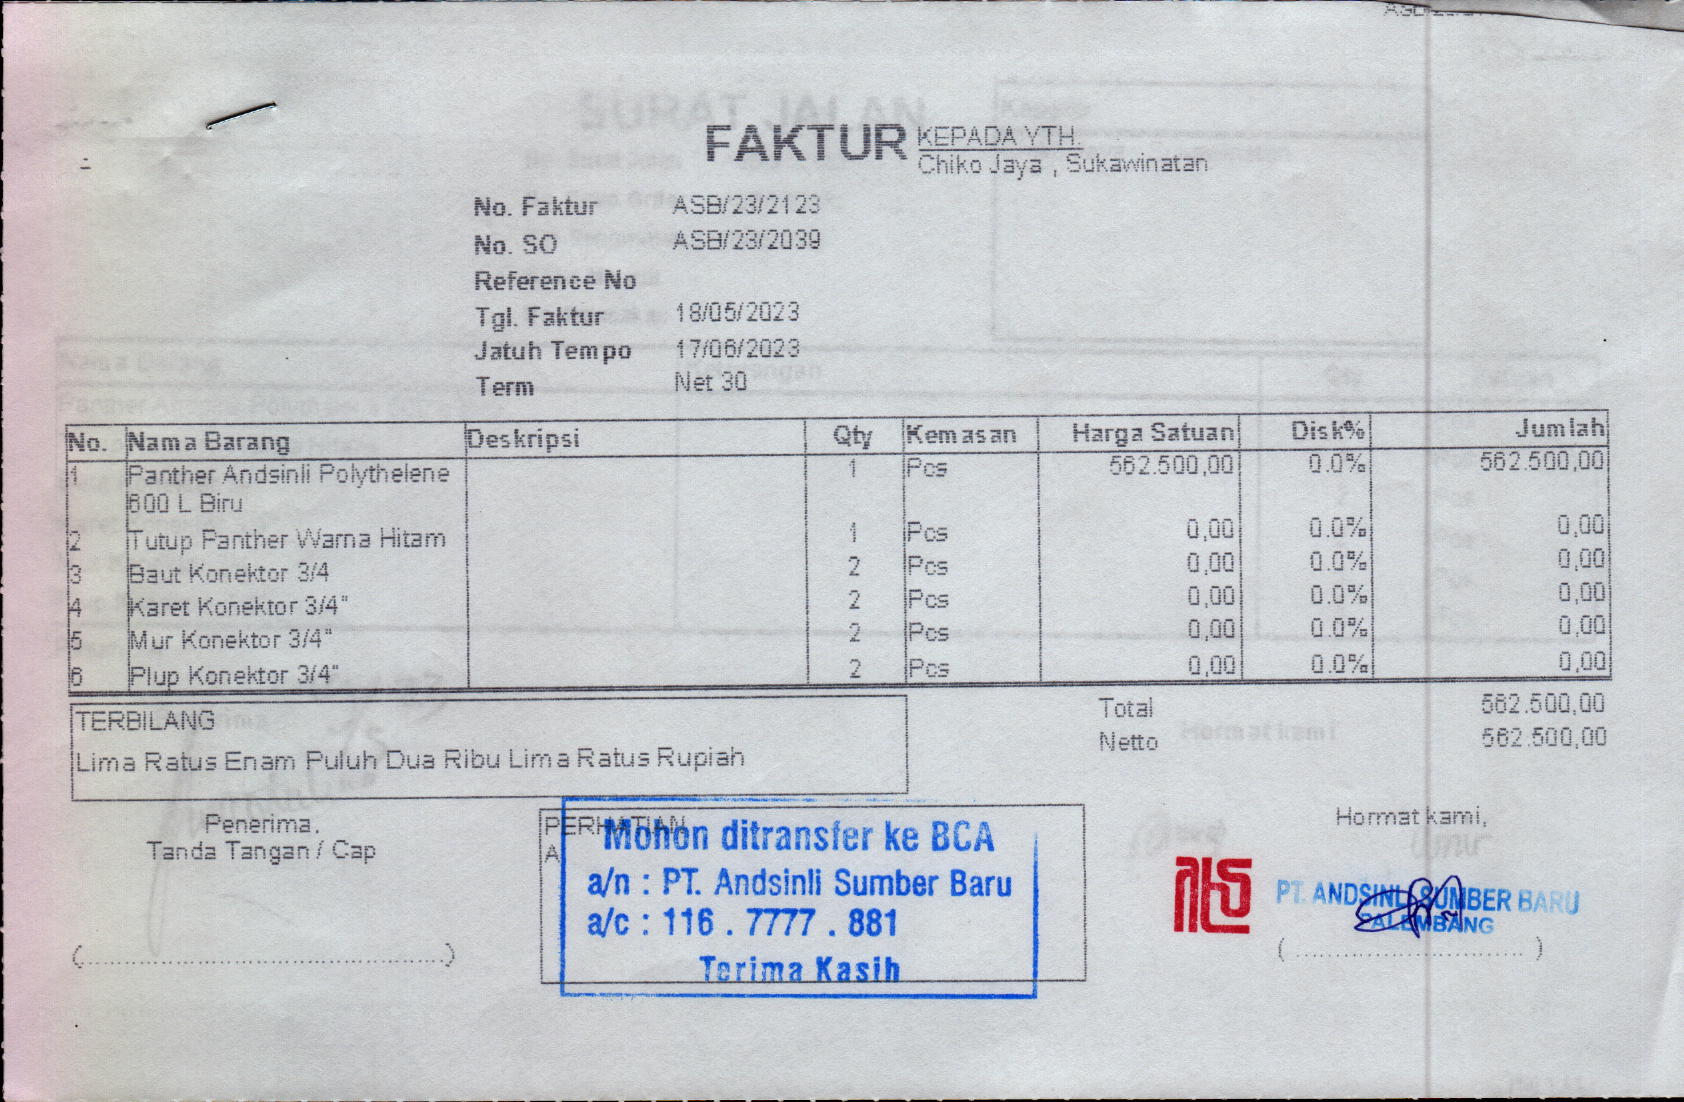 FAKTUR
KEPADA YTH.
Chiko Jaya , Sukawinatan
No. Faktur ASB/23/2123
No. SO ASB/23/2039
Reference No
Tgl. Faktur 18/05/2023
Jatuh Tempo 17/06/2023
Term Net 30
No. Nama Barang Deskripsi Qty Kemasan Harga Satuan Disk% Jumlah
1 Panther Andsinli Polythelene 1 Pcs 562.500,00 0.0% 562.500,00
600 L Biru
2 Tutup Panther Warna Hitam 1 Pcs 0,00 0.0% 0,00
3 Baut Konektor 3/4 2 Pcs 0,00 0.0% 0,00
4 Karet Konektor 3/4" 2 Pcs 0,00 0.0% 0,00
5 Mur Konektor 3/4" 2 Pcs 0,00 0.0% 0,00
6 Plup Konektor 3/4" 2 Pcs 0,00 0.0% 0,00
Total 562.500,00
Netto 562.500,00
TERBILANG
Lima Ratus Enam Puluh Dua Ribu Lima Ratus Rupiah
Penerima,
Tanda Tangan / Cap
PERHATIAN
Mohon ditransfer ke BCA
a/n : PT. Andsinli Sumber Baru
a/c : 116 . 7777 . 881
Terima Kasih
Hormat kami,
PT. ANDSINLI SUMBER BARU
PALEMBANG